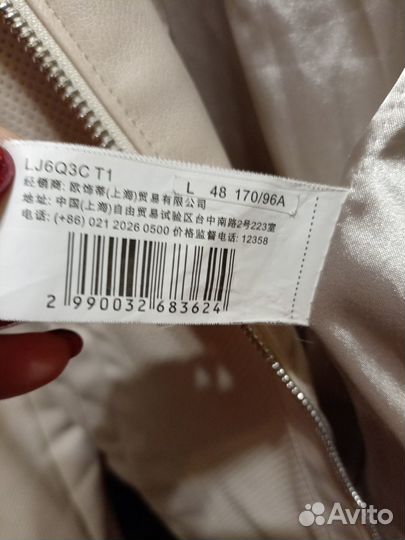 LJ6Q3C T1
L 48 170/96A
经销商: 欧饰蒂(上海)贸易有限公司
地址: 中国(上海)自由贸易试验区台中南路2号223室
电话: (+86) 021 2026 0500 价格监督电话: 12358
2 990032 683624
Avito